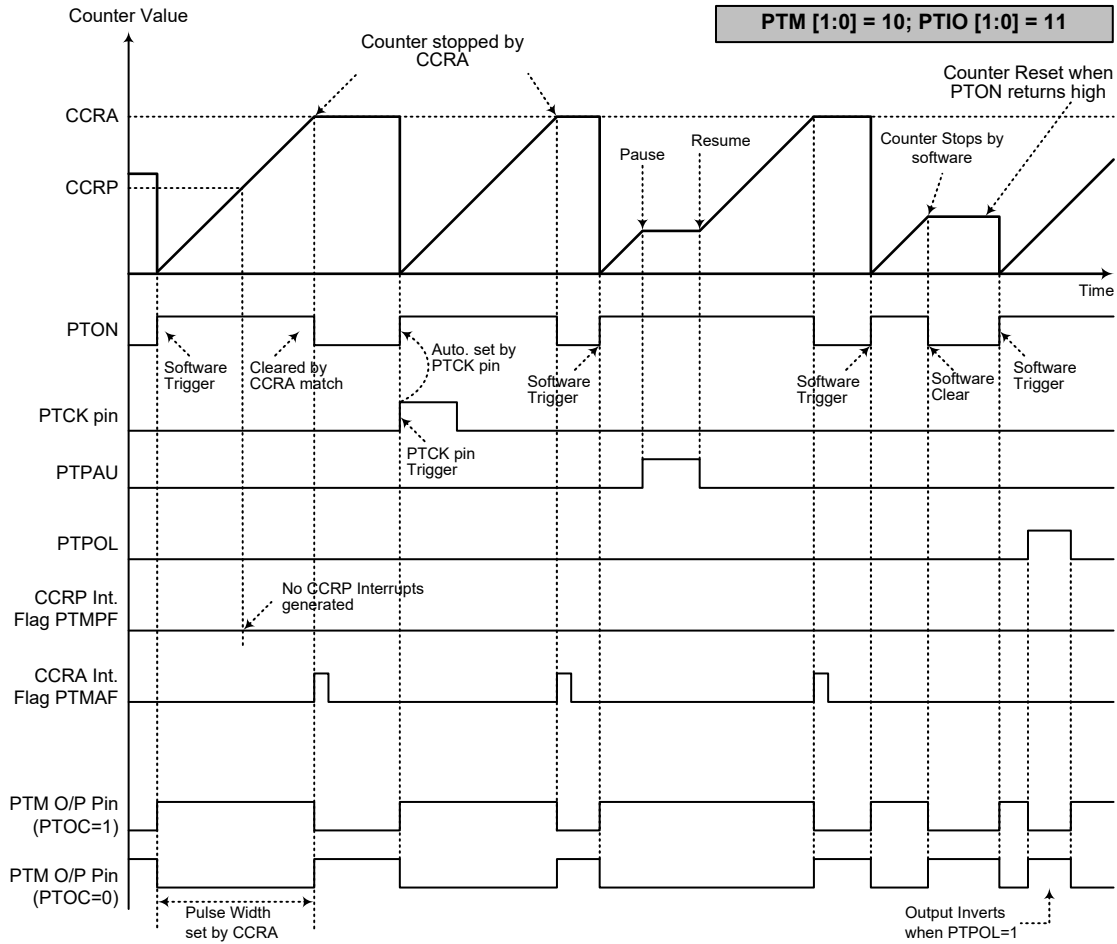 Counter Value
PTM [1:0] = 10; PTIO [1:0] = 11
Counter stopped by
CCRA
Counter Reset when
PTON returns high
CCRA
Pause
Resume
Counter Stops by
software
CCRP
Time
PTON
Software
Trigger
Cleared by
CCRA match
Auto. set by
PTCK pin
Software
Trigger
Software
Trigger
Software
Clear
Software
Trigger
PTCK pin
PTCK pin
Trigger
PTPAU
PTPOL
CCRP Int.
Flag PTMPF
No CCRP Interrupts
generated
CCRA Int.
Flag PTMAF
PTM O/P Pin
(PTOC=1)
PTM O/P Pin
(PTOC=0)
Pulse Width
set by CCRA
Output Inverts
when PTPOL=1